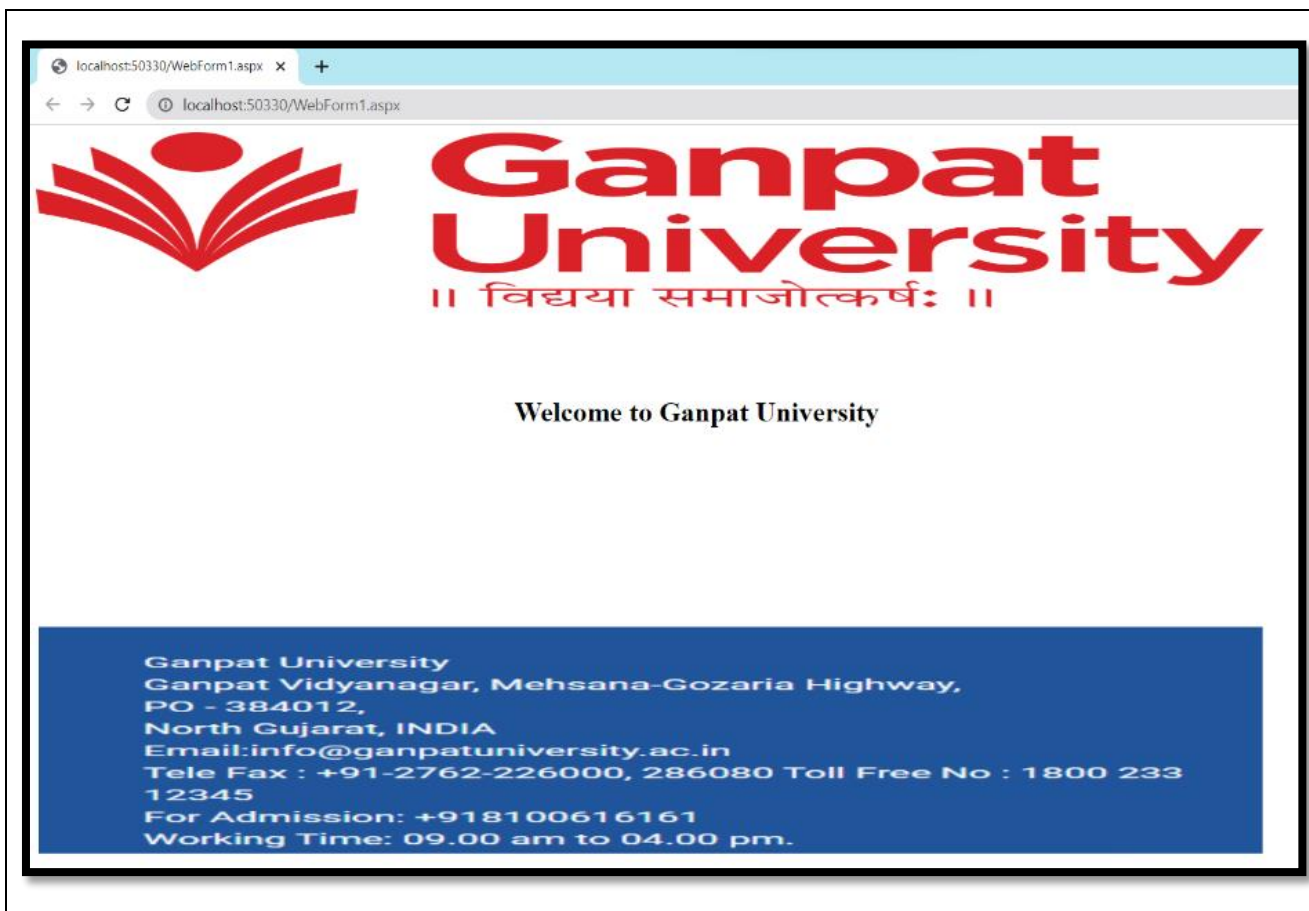 localhost:50330/WebForm1.aspx
localhost:50330/WebForm1.aspx
Ganpat
University
॥ विद्यया समाजोत्कर्ष: ॥
Welcome to Ganpat University
Ganpat University
Ganpat Vidyanagar, Mehsana-Gozaria Highway,
PO - 384012,
North Gujarat, INDIA
Email:info@ganpatuniversity.ac.in
Tele Fax : +91-2762-226000, 286080 Toll Free No : 1800 233
12345
For Admission: +918100616161
Working Time: 09.00 am to 04.00 pm.